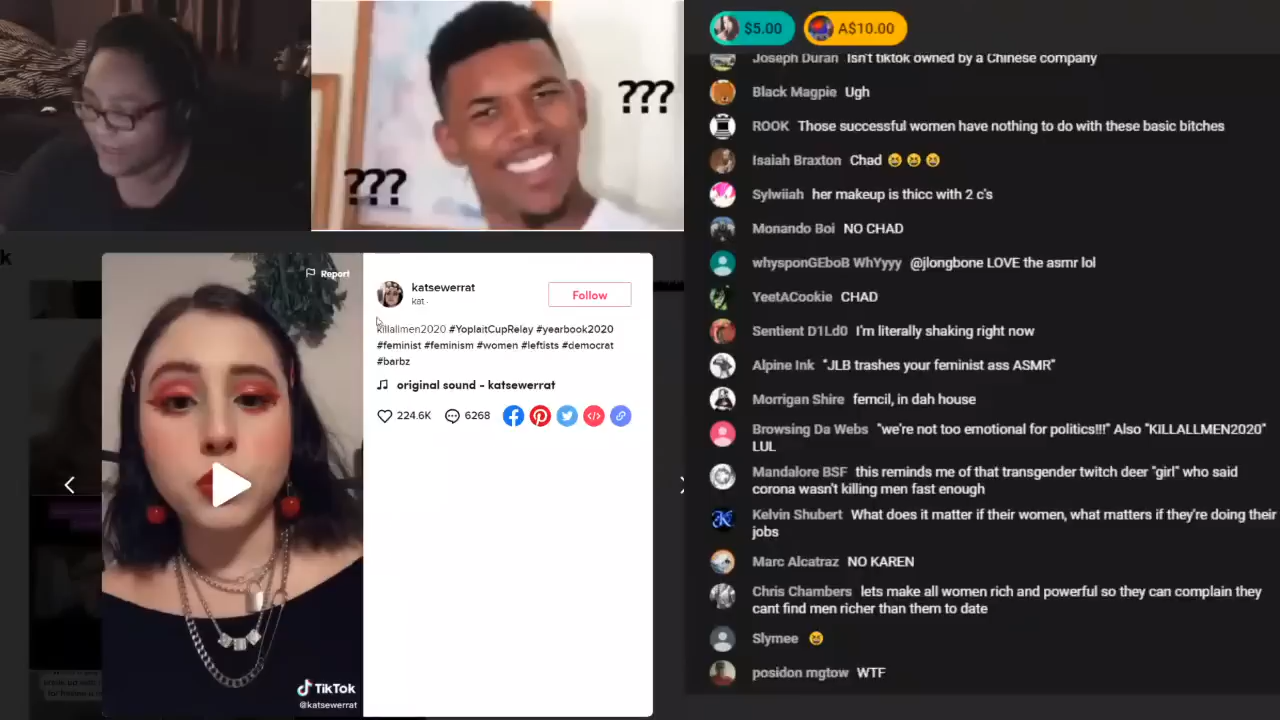 ???
???
k
Report
TikTok
@katsewerrat
katsewerrat
kat ·
Follow
killallmen2020 #YoplaitCupRelay #yearbook2020
#feminist #feminism #women #leftists #democrat
#barbz
original sound - katsewerrat
224.6K
6268
$5.00
A$10.00
Joseph Duran Isn't tiktok owned by a Chinese company
Black Magpie Ugh
ROOK Those successful women have nothing to do with these basic bitches
Isaiah Braxton Chad 😆 😆 😆
Sylwiiah her makeup is thicc with 2 c's
Monando Boi NO CHAD
whysponGEboB WhYyyy @jlongbone LOVE the asmr lol
YeetACookie CHAD
Sentient D1Ld0 I'm literally shaking right now
Alpine Ink "JLB trashes your feminist ass ASMR"
Morrigan Shire femcil, in dah house
Browsing Da Webs "we're not too emotional for politics!!!" Also "KILLALLMEN2020"
LUL
Mandalore BSF this reminds me of that transgender twitch deer "girl" who said
corona wasn't killing men fast enough
Kelvin Shubert What does it matter if their women, what matters if they're doing their
jobs
Marc Alcatraz NO KAREN
Chris Chambers lets make all women rich and powerful so they can complain they
cant find men richer than them to date
Slymee 😆
posidon mgtow WTF